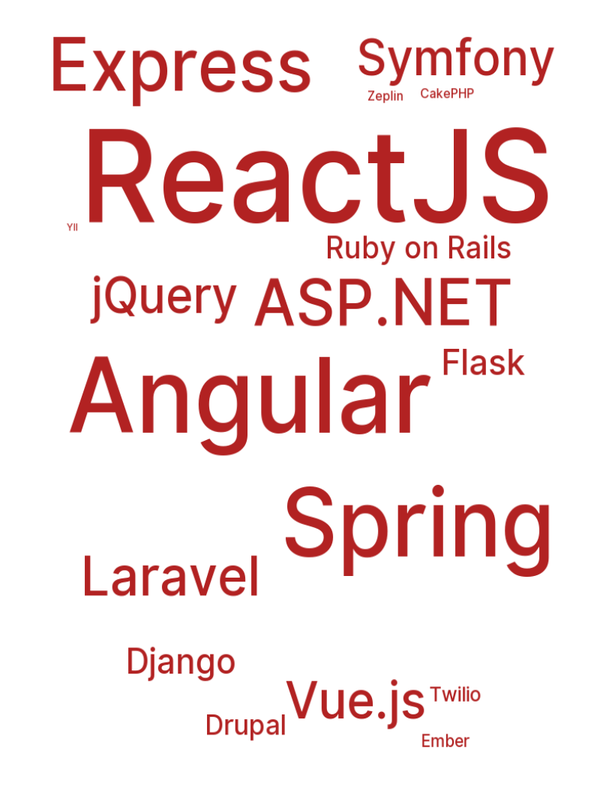 Express
Symfony
Zeplin
CakePHP
ReactJS
YII
Ruby on Rails
jQuery
ASP.NET
Flask
Angular
Spring
Laravel
Django
Vue.js
Twilio
Drupal
Ember